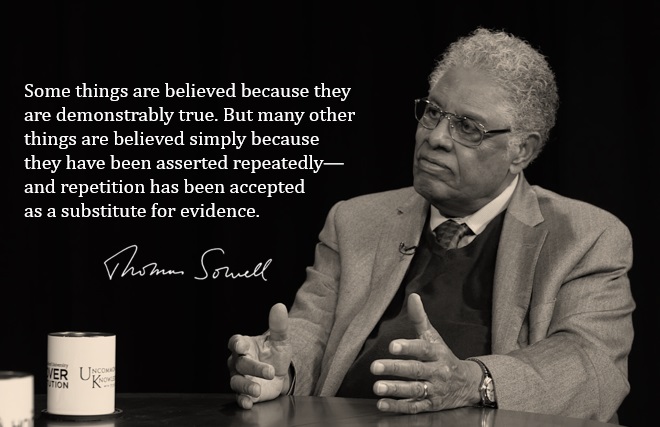 Some things are believed because they
are demonstrably true. But many other
things are believed simply because
they have been asserted repeatedly—
and repetition has been accepted
as a substitute for evidence.
Thomas Sowell
VER
UTION
UNCOMMON
KNOWL